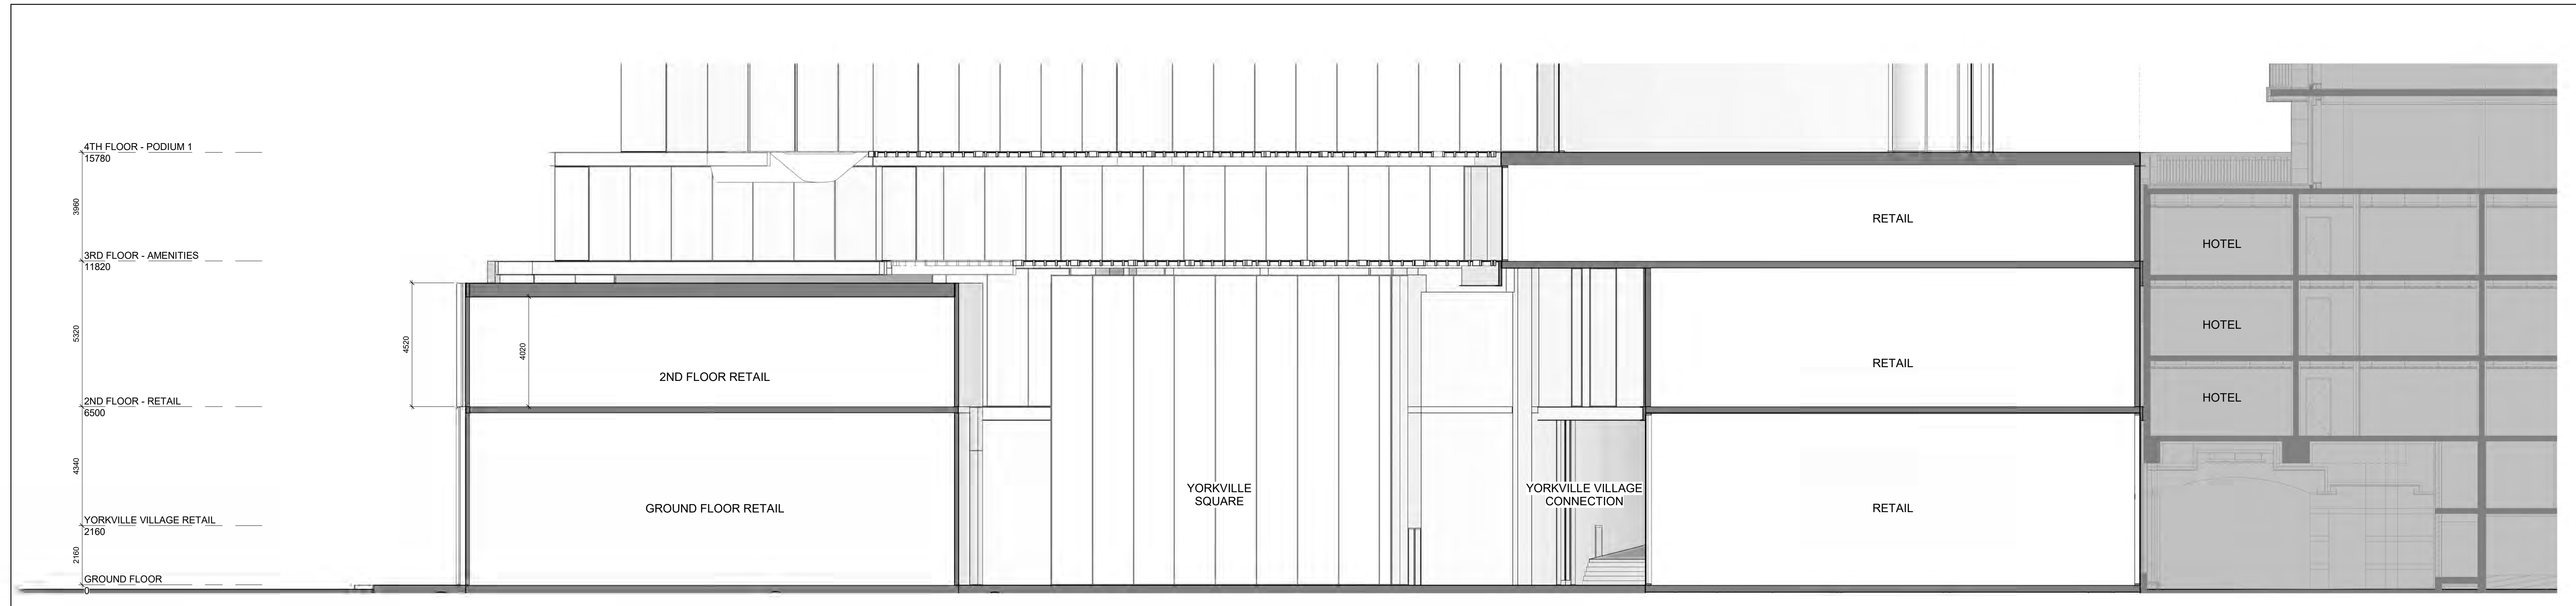 4TH FLOOR - PODIUM 1
15780
3960
3RD FLOOR - AMENITIES
11820
5320
4520
4020
2ND FLOOR - RETAIL
6500
4340
YORKVILLE VILLAGE RETAIL
2160
2160
GROUND FLOOR
0
2ND FLOOR RETAIL
GROUND FLOOR RETAIL
YORKVILLE
SQUARE
YORKVILLE VILLAGE
CONNECTION
RETAIL
RETAIL
RETAIL
HOTEL
HOTEL
HOTEL